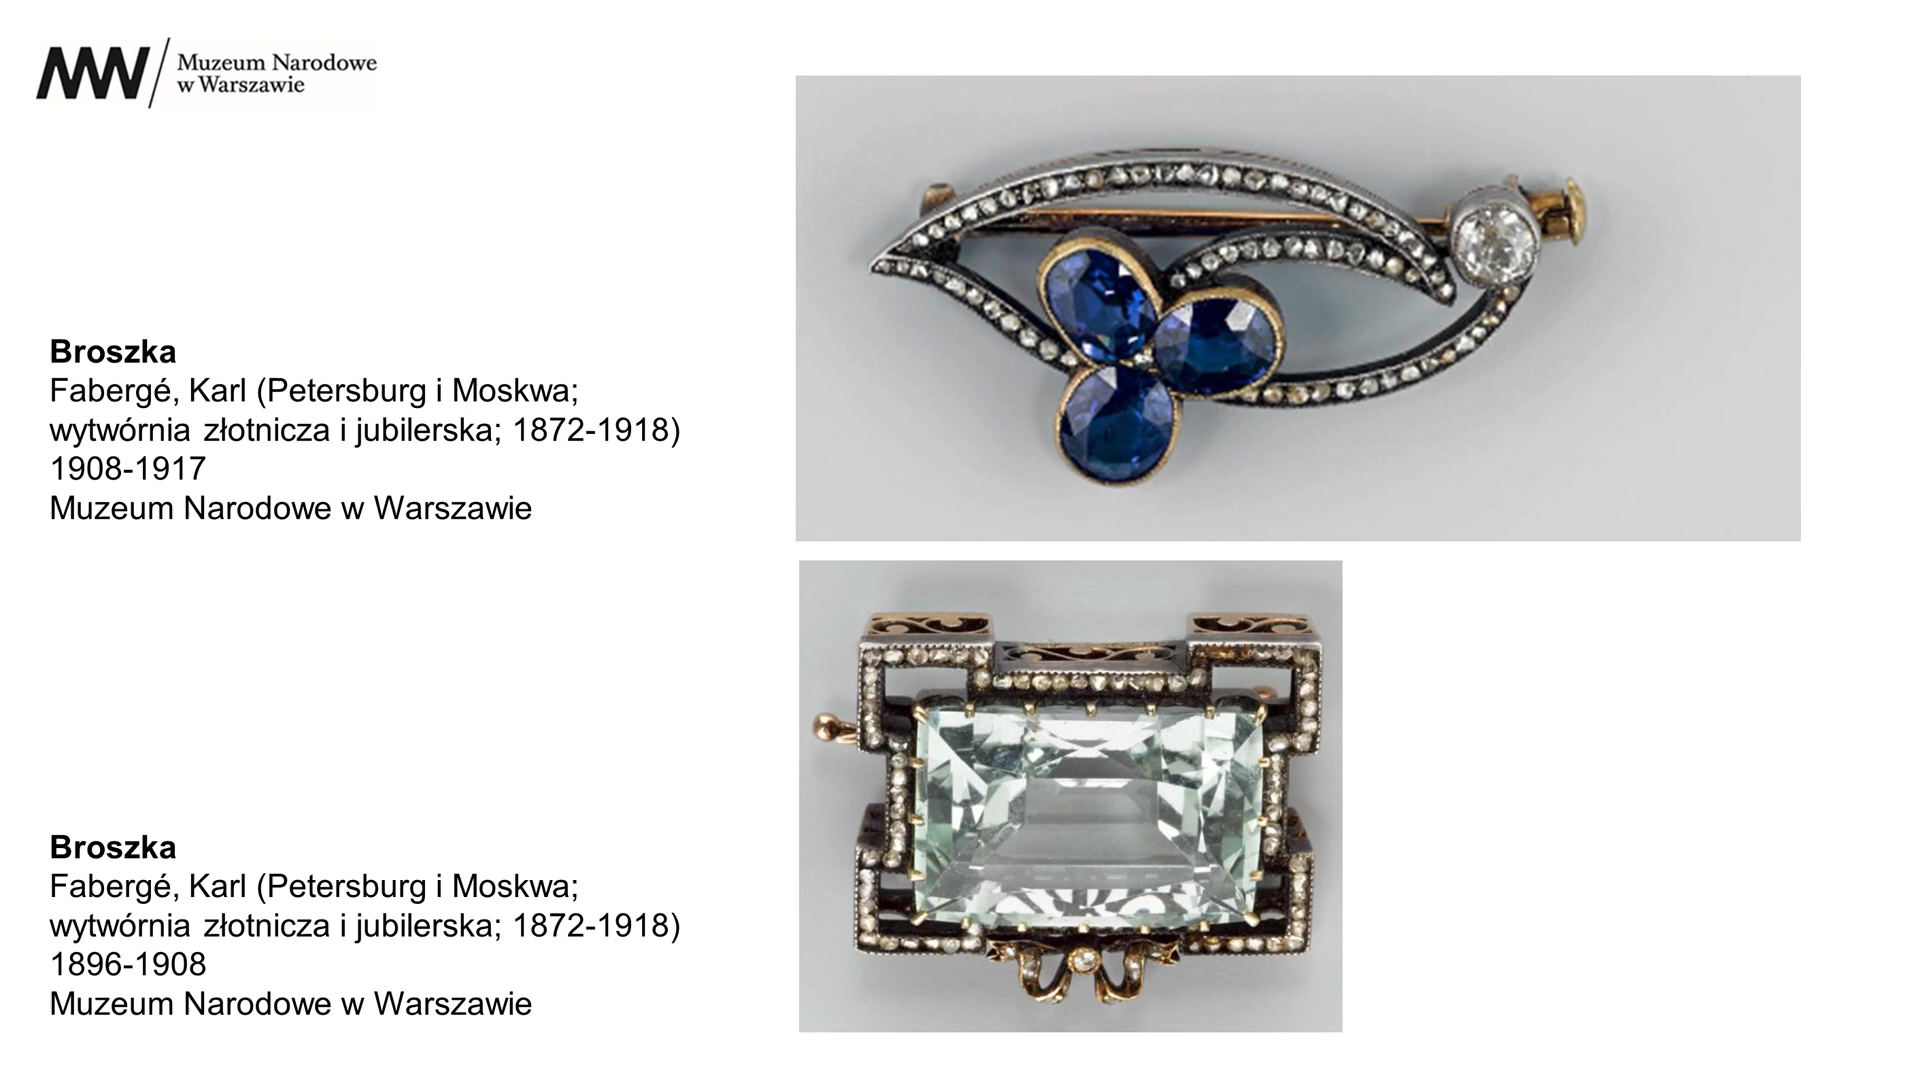 Muzeum Narodowe
w Warszawie
Broszka
Fabergé, Karl (Petersburg i Moskwa;
wytwórnia złotnicza i jubilerska; 1872-1918)
1908-1917
Muzeum Narodowe w Warszawie
Broszka
Fabergé, Karl (Petersburg i Moskwa;
wytwórnia złotnicza i jubilerska; 1872-1918)
1896-1908
Muzeum Narodowe w Warszawie